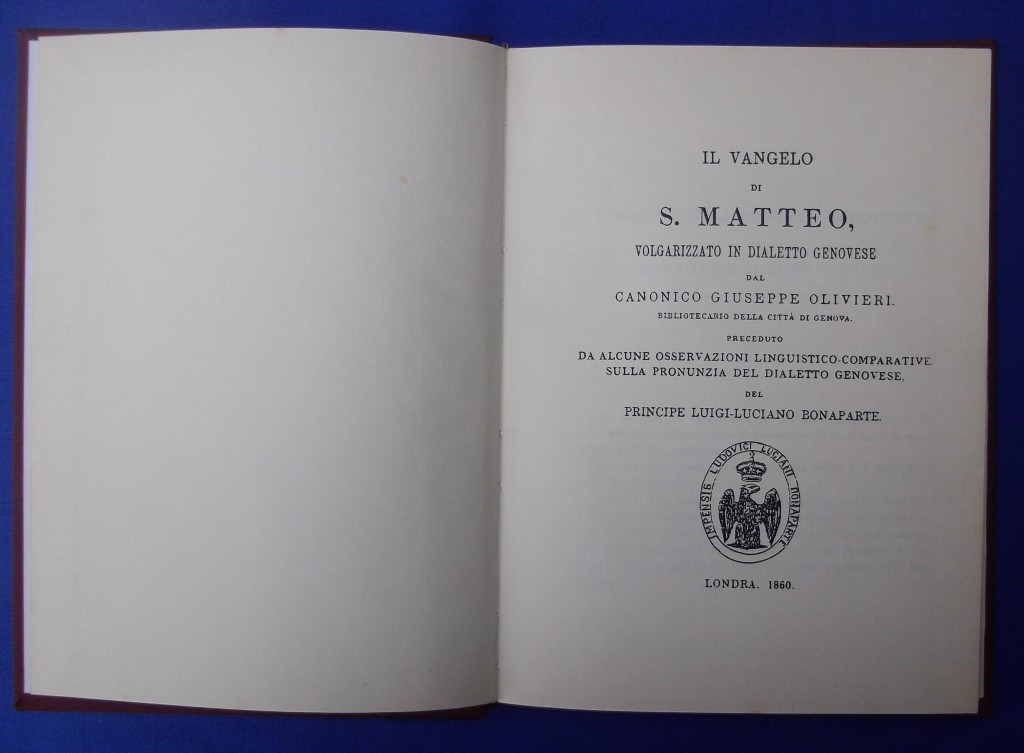 IL VANGELO
DI
S. MATTEO,
VOLGARIZZATO IN DIALETTO GENOVESE
DAL
CANONICO GIUSEPPE OLIVIERI.
BIBLIOTECARIO DELLA CITTÀ DI GENOVA.
PRECEDUTO
DA ALCUNE OSSERVAZIONI LINGUISTICO-COMPARATIVE
SULLA PRONUNZIA DEL DIALETTO GENOVESE,
DEL
PRINCIPE LUIGI-LUCIANO BONAPARTE.
IMPENSIS LUDOVICI LUCIANI BONAPARTE
LONDRA. 1860.